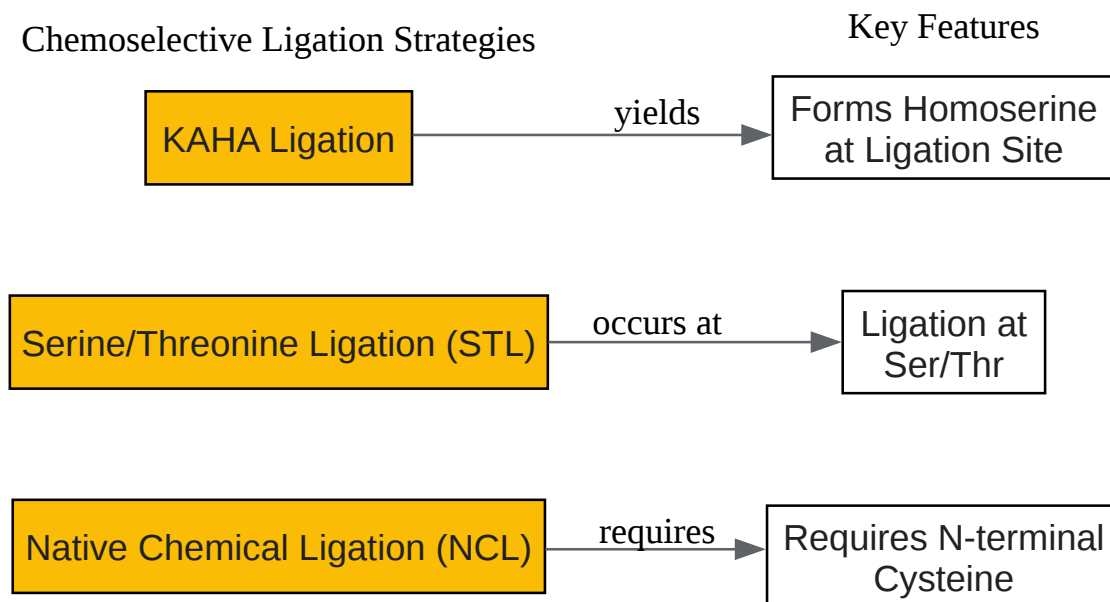 Chemoselective Ligation Strategies
Key Features
KAHA Ligation
yields
Forms Homoserine
at Ligation Site
Serine/Threonine Ligation (STL)
occurs at
Ligation at
Ser/Thr
Native Chemical Ligation (NCL)
requires
Requires N-terminal
Cysteine